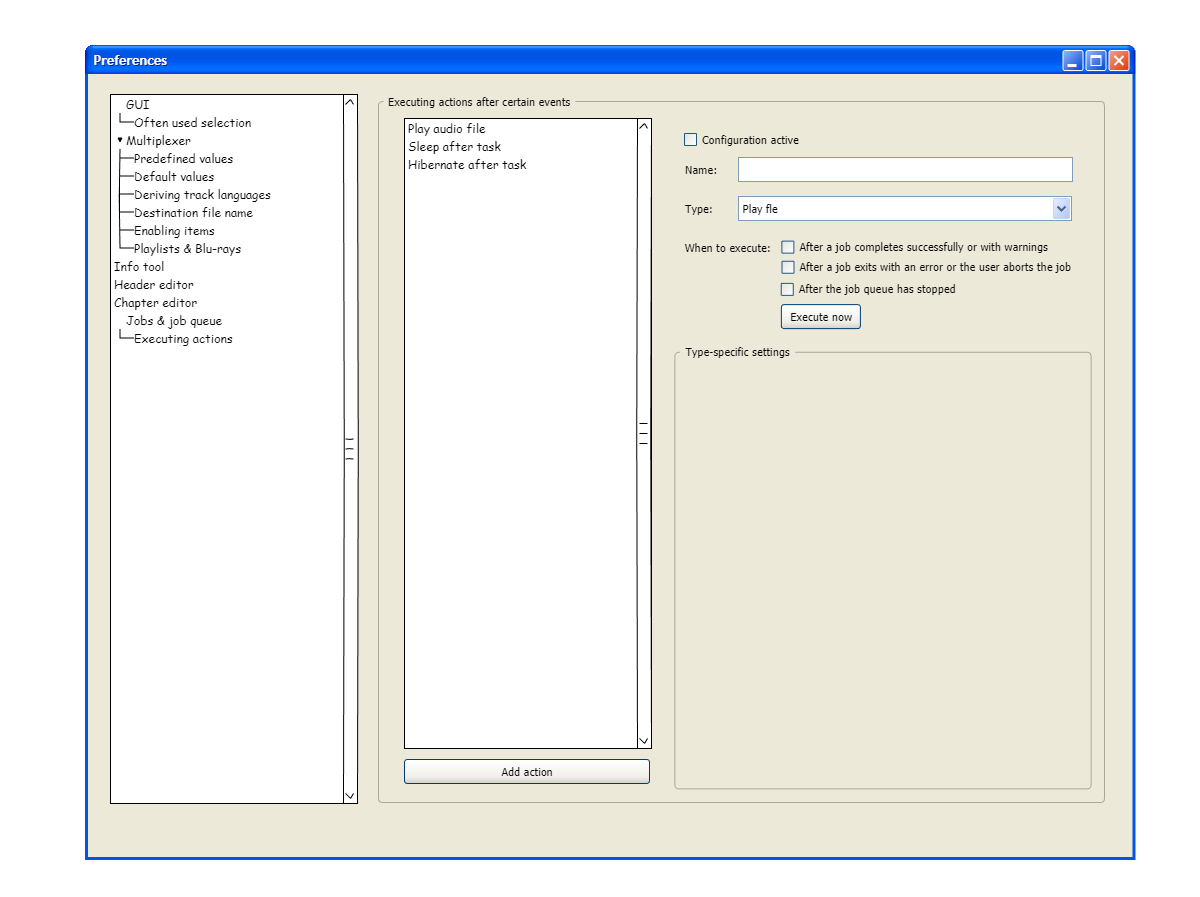 Preferences
GUI
Often used selection
Multiplexer
Predefined values
Default values
Deriving track languages
Destination file name
Enabling items
Playlists & Blu-rays
Info tool
Header editor
Chapter editor
Jobs & job queue
Executing actions
Executing actions after certain events
Play audio file
Sleep after task
Hibernate after task
Add action
Configuration active
Name:
Type: Play fle
When to execute: After a job completes successfully or with warnings
After a job exits with an error or the user aborts the job
After the job queue has stopped
Execute now
Type-specific settings